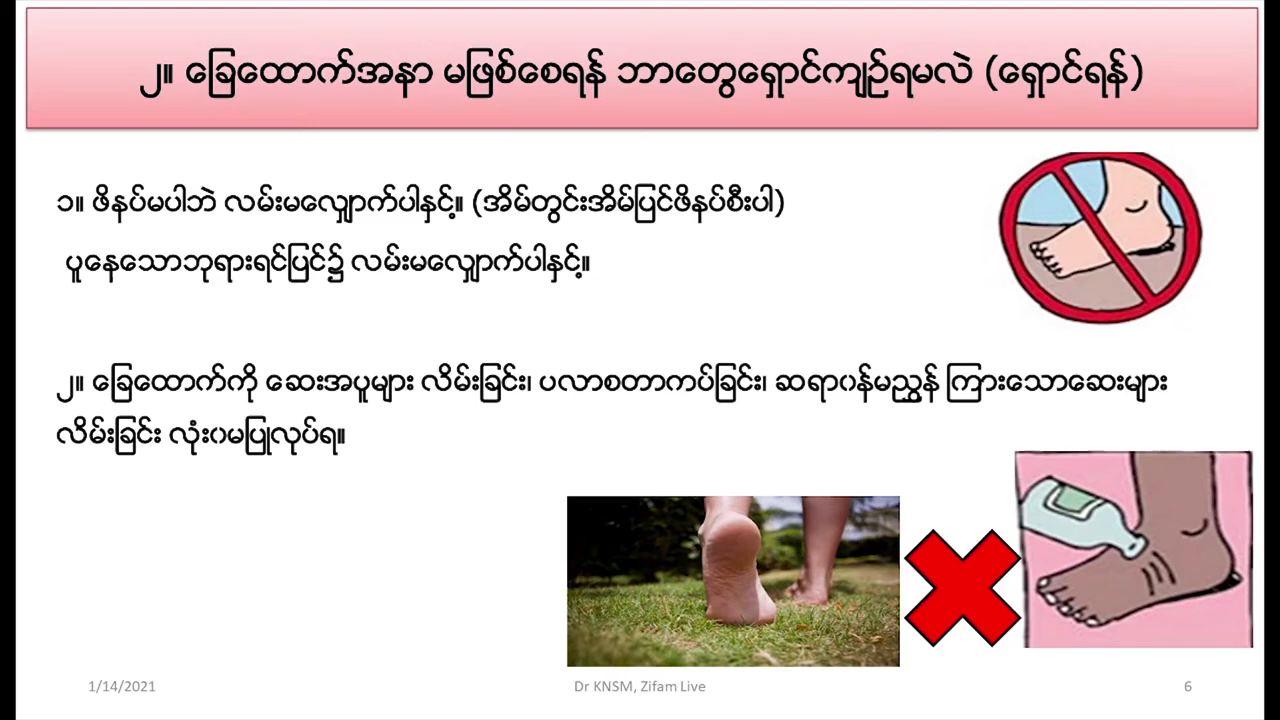 ၂။ ခြေထောက်အနာ မဖြစ်စေရန် ဘာတွေရှောင်ကျဉ်ရမလဲ (ရှောင်ရန်)
၁။ ဖိနပ်မပါဘဲ လမ်းမလျှောက်ပါနှင့်။ (အိမ်တွင်းအိမ်ပြင်ဖိနပ်စီးပါ)
ပူနေသောဘုရားရင်ပြင်၌ လမ်းမလျှောက်ပါနှင့်။
၂။ ခြေထောက်ကို ဆေးအပူများ လိမ်းခြင်း၊ ပလာစတာကပ်ခြင်း၊ ဆရာဝန်မညွှန် ကြားသောဆေးများ
လိမ်းခြင်း လုံးဝမပြုလုပ်ရ။
1/14/2021
Dr KNSM, Zifam Live
6